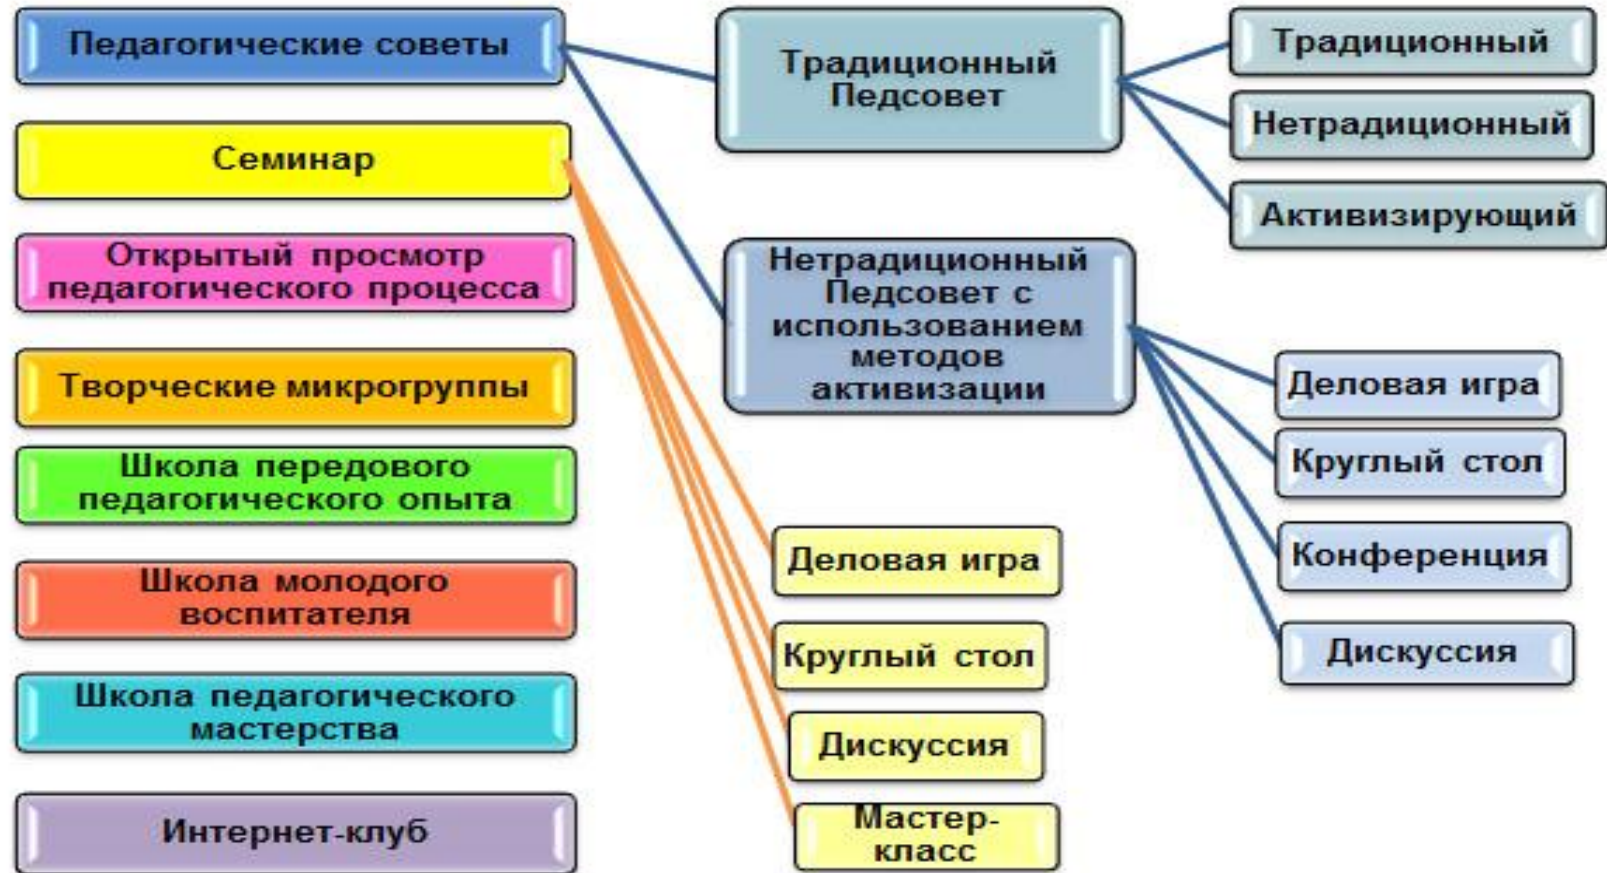 Педагогические советы
Семинар
Открытый просмотр
педагогического процесса
Творческие микрогруппы
Школа передового
педагогического опыта
Школа молодого
воспитателя
Школа педагогического
мастерства
Интернет-клуб
Традиционный
Педсовет
Нетрадиционный
Педсовет с
использованием
методов
активизации
Деловая игра
Круглый стол
Дискуссия
Мастер-
класс
Традиционный
Нетрадиционный
Активизирующий
Деловая игра
Круглый стол
Конференция
Дискуссия